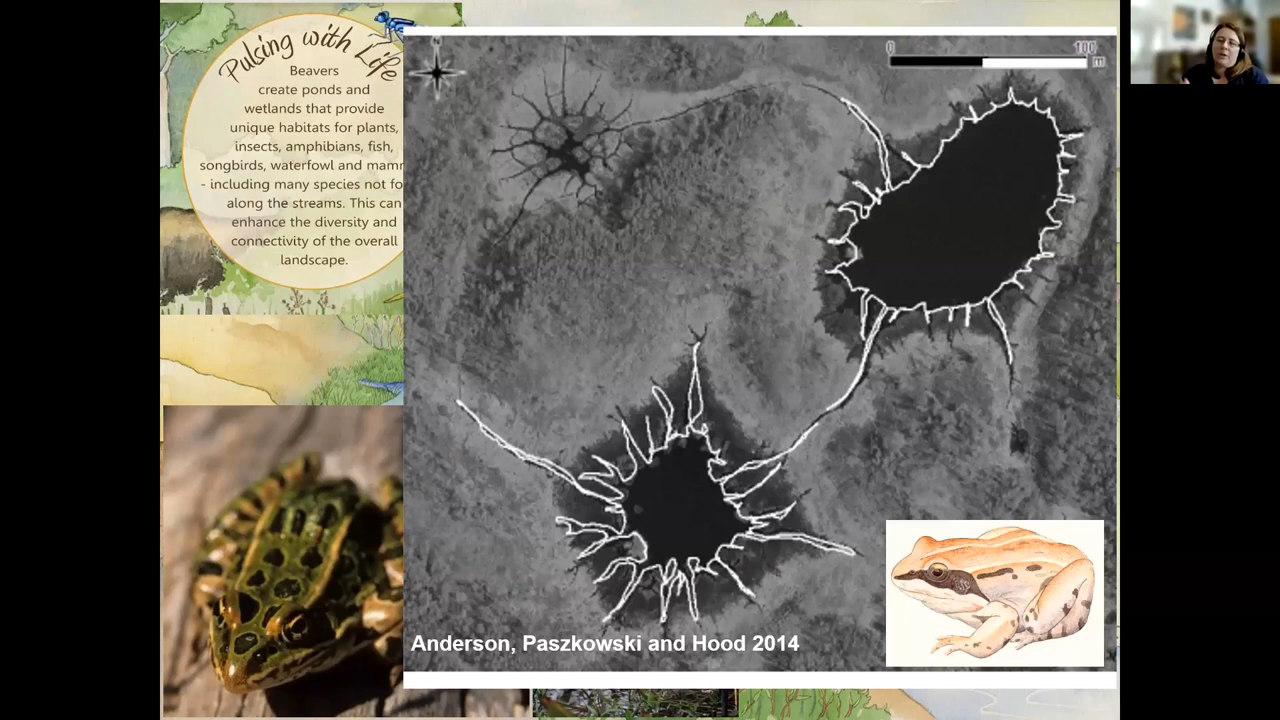 Pulsing with Life
Beavers
create ponds and
wetlands that provide
unique habitats for plants,
insects, amphibians, fish,
songbirds, waterfowl and mamm
- including many species not fo
along the streams. This can
enhance the diversity and
connectivity of the overall
landscape.
N
0 100
m
Anderson, Paszkowski and Hood 2014